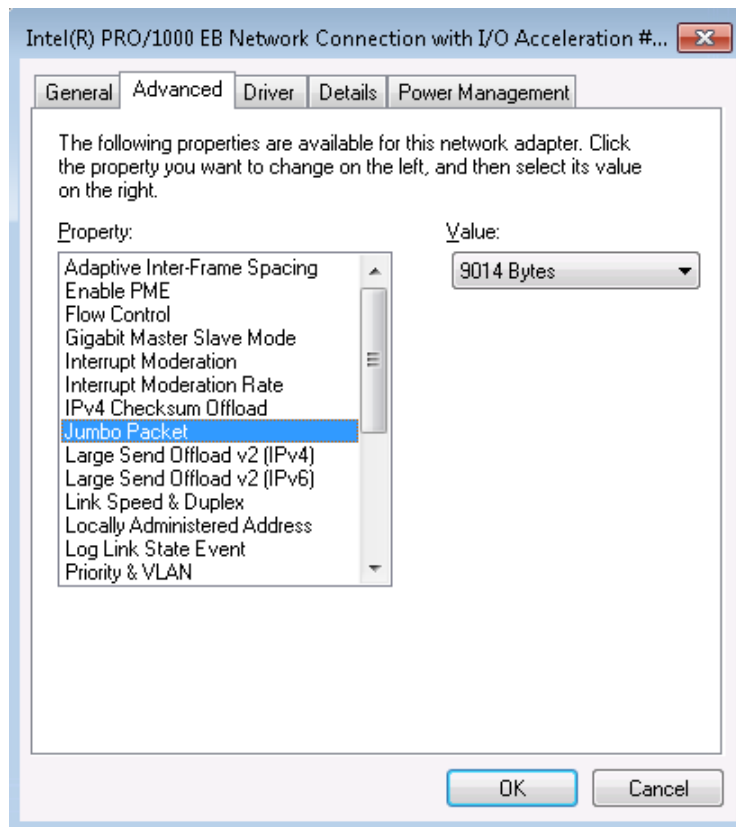 Intel(R) PRO/1000 EB Network Connection with I/O Acceleration #...
General Advanced Driver Details Power Management
The following properties are available for this network adapter. Click
the property you want to change on the left, and then select its value
on the right.
Property:
Value:
Adaptive Inter-Frame Spacing
Enable PME
Flow Control
Gigabit Master Slave Mode
Interrupt Moderation
Interrupt Moderation Rate
IPv4 Checksum Offload
Jumbo Packet
Large Send Offload v2 (IPv4)
Large Send Offload v2 (IPv6)
Link Speed & Duplex
Locally Administered Address
Log Link State Event
Priority & VLAN
9014 Bytes
OK
Cancel